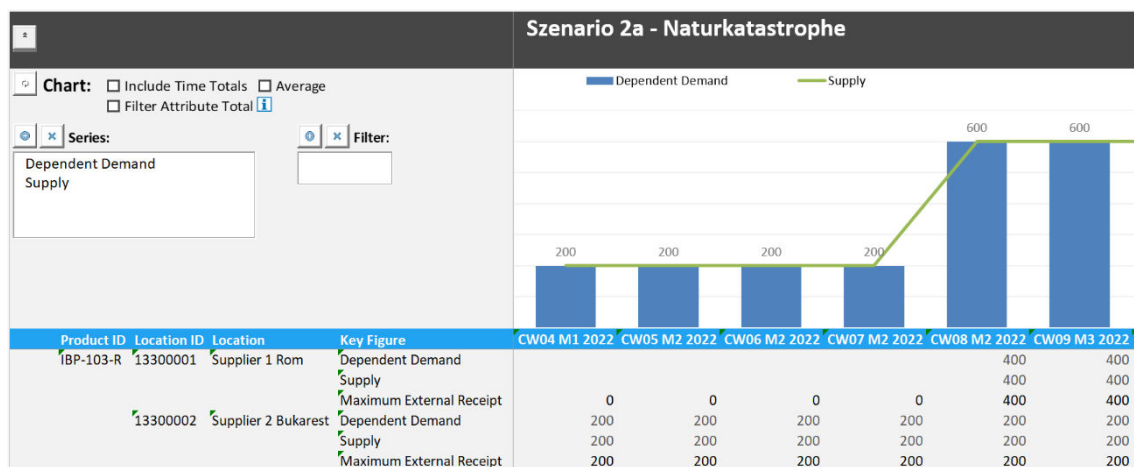 Szenario 2a - Naturkatastrophe
Chart: Include Time Totals Average
Filter Attribute Total
Series: Filter:
Dependent Demand
Supply
Dependent Demand Supply
600 600
200 200 200 200
Product ID Location ID Location Key Figure CW04 M1 2022 CW05 M2 2022 CW06 M2 2022 CW07 M2 2022 CW08 M2 2022 CW09 M3 2022
IBP-103-R 13300001 Supplier 1 Rom Dependent Demand 400 400
Supply 400 400
Maximum External Receipt 0 0 0 0 400 400
13300002 Supplier 2 Bukarest Dependent Demand 200 200 200 200 200 200
Supply 200 200 200 200 200 200
Maximum External Receipt 200 200 200 200 200 200